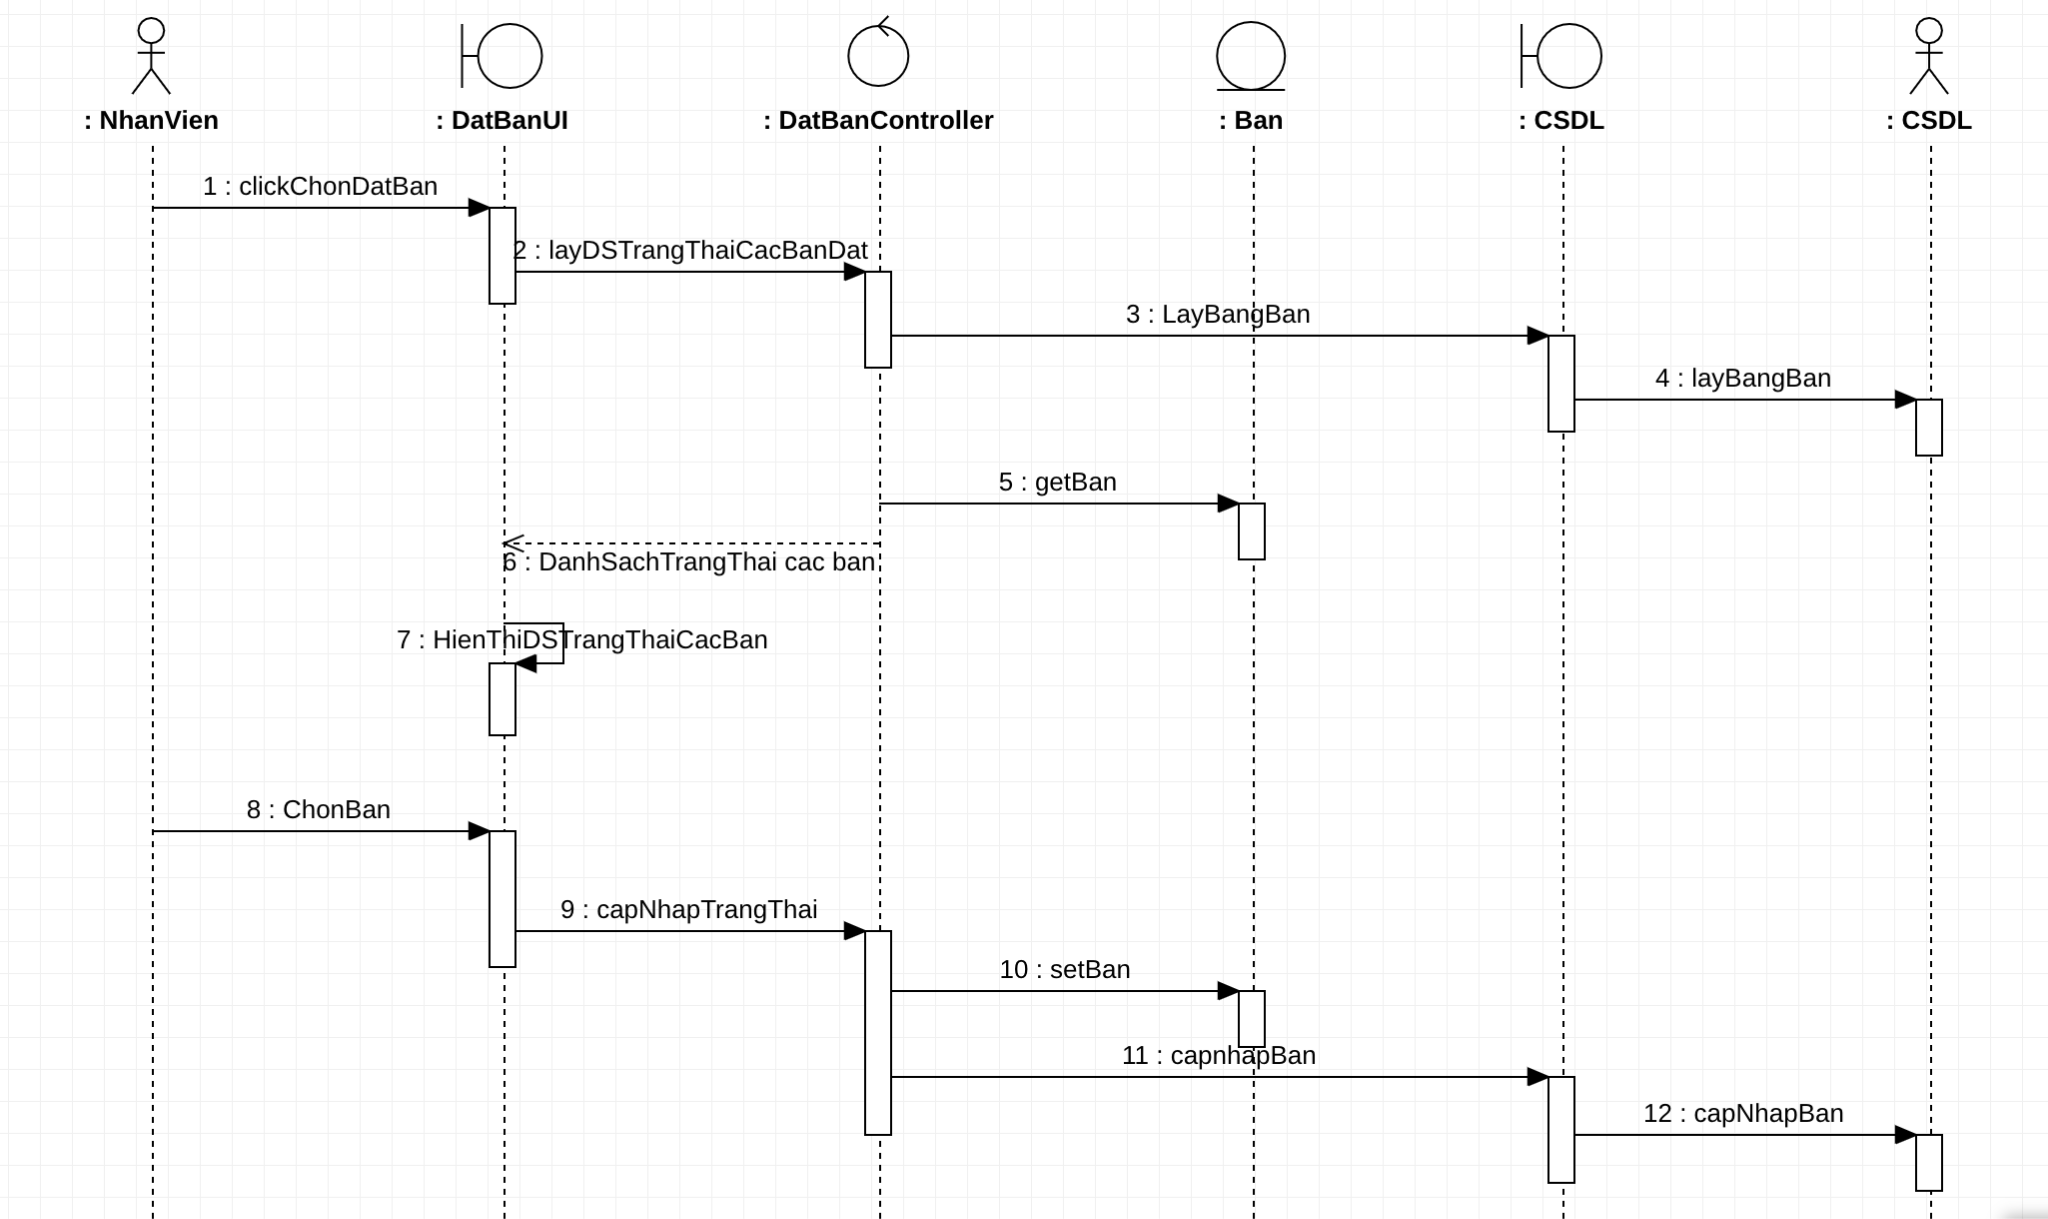 : NhanVien
: DatBanUI
: DatBanController
: Ban
: CSDL
: CSDL
1 : clickChonDatBan
2 : layDSTrangThaiCacBanDat
3 : LayBangBan
4 : layBangBan
5 : getBan
6 : DanhSachTrangThai cac ban
7 : HienThiDSTrangThaiCacBan
8 : ChonBan
9 : capNhapTrangThai
10 : setBan
11 : capnhapBan
12 : capNhapBan